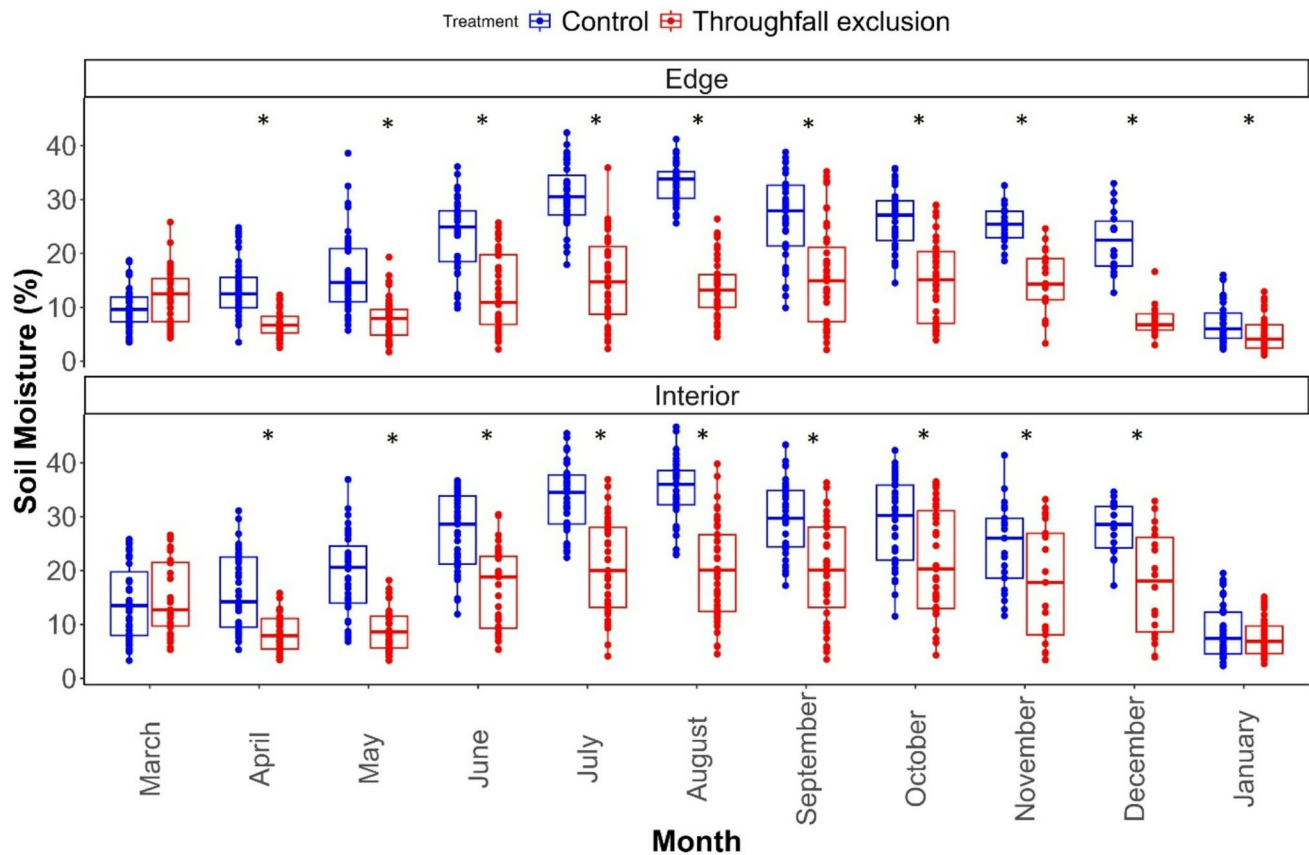 Treatment Control Throughfall exclusion
Edge
* * * * * * * * * *
40
30
20
10
0
Interior
* * * * * * * * *
40
30
20
10
0
Soil Moisture (%)
March April May June July August September October November December January
Month